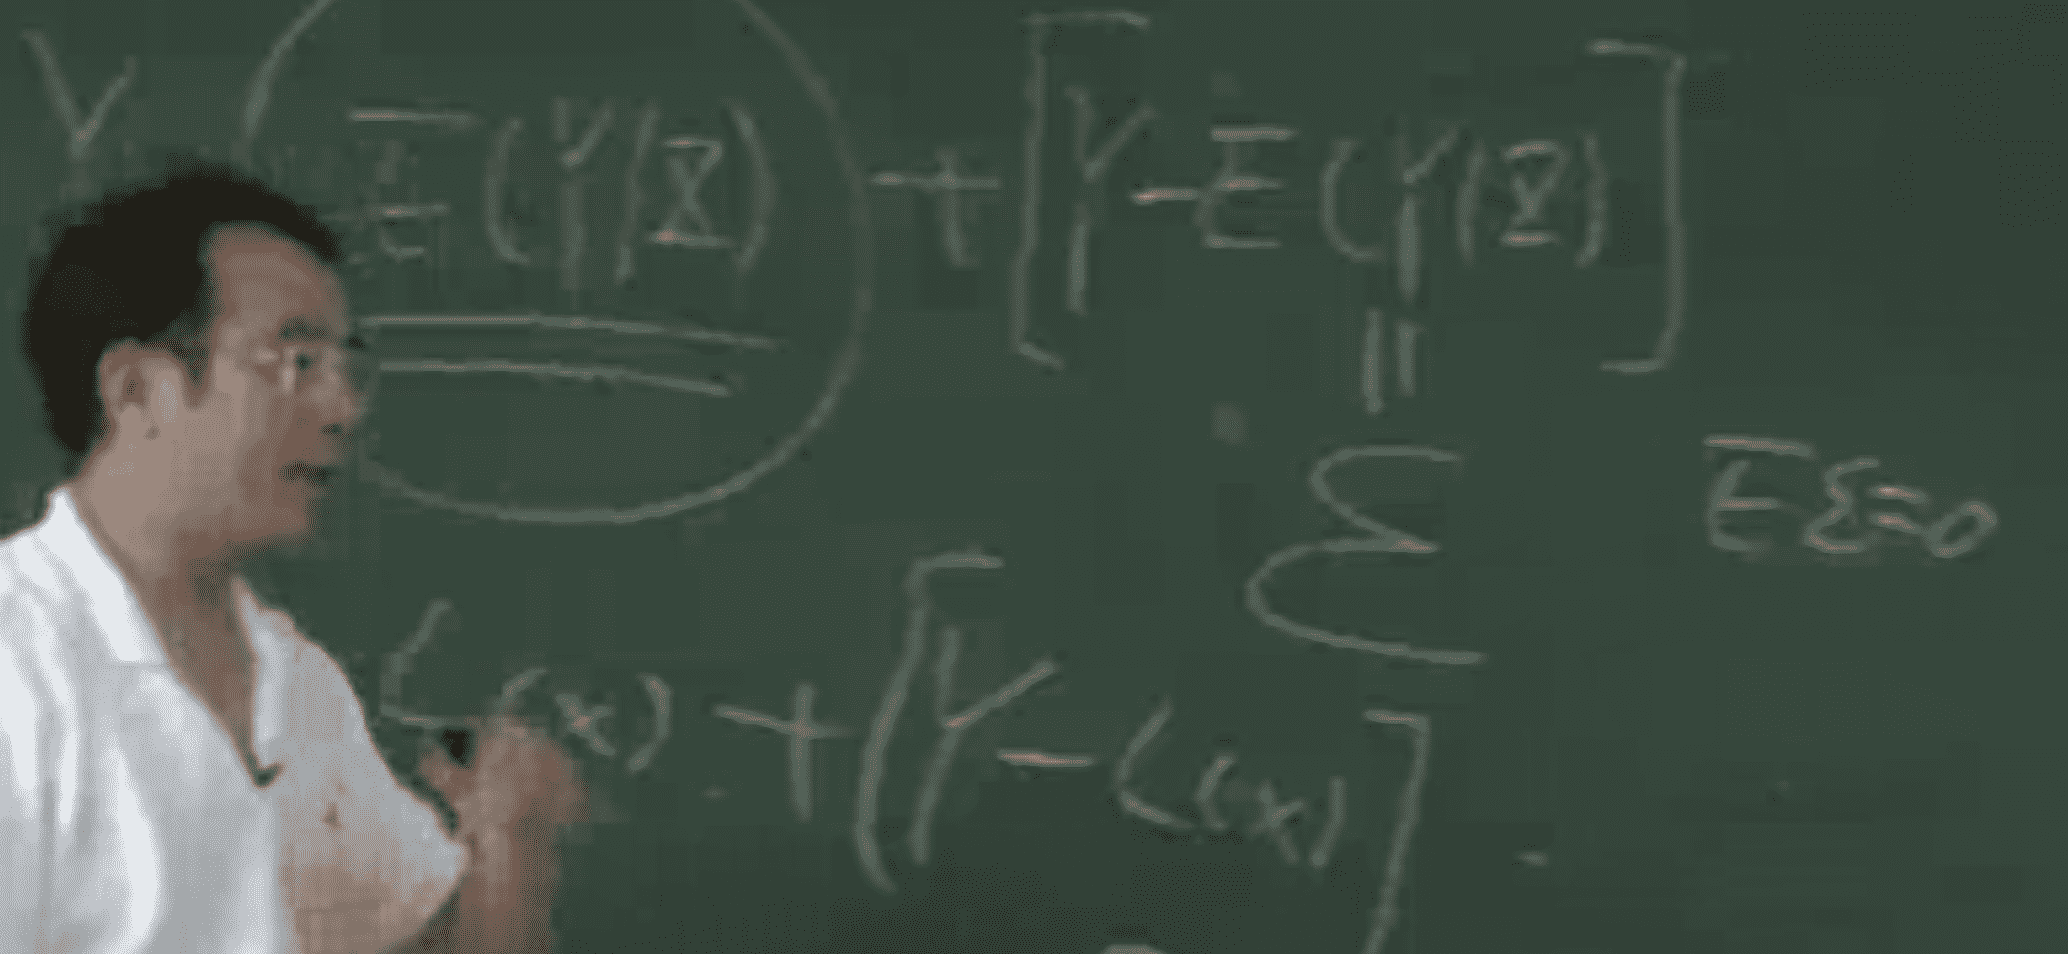 Y E(Y|X) + [Y - E(Y|X)]
||
Σ Eε=0
L(x) + [Y - L(x)]